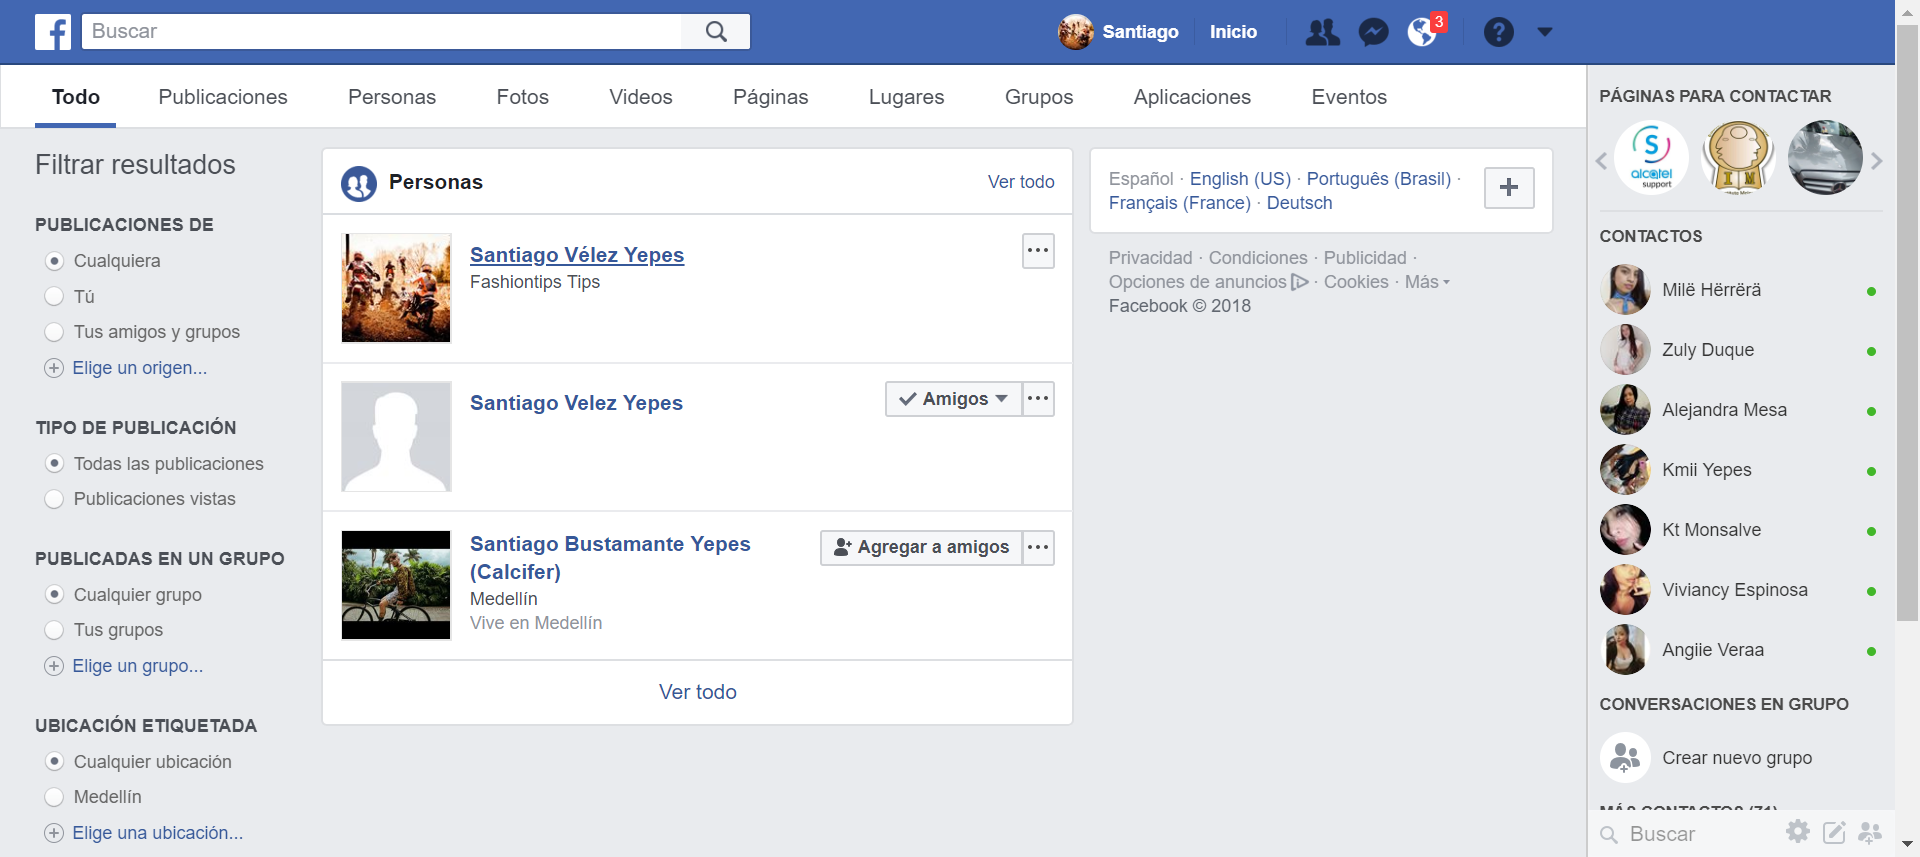 Buscar
Santiago
Inicio
3
Todo
Publicaciones
Personas
Fotos
Videos
Páginas
Lugares
Grupos
Aplicaciones
Eventos
Filtrar resultados
PUBLICACIONES DE
Cualquiera
Tú
Tus amigos y grupos
Elige un origen...
TIPO DE PUBLICACIÓN
Todas las publicaciones
Publicaciones vistas
PUBLICADAS EN UN GRUPO
Cualquier grupo
Tus grupos
Elige un grupo...
UBICACIÓN ETIQUETADA
Cualquier ubicación
Medellín
Elige una ubicación...
Personas
Ver todo
Santiago Vélez Yepes
Fashiontips Tips
Santiago Velez Yepes
Amigos
Santiago Bustamante Yepes
(Calcifer)
Medellín
Vive en Medellín
Agregar a amigos
Ver todo
Español · English (US) · Português (Brasil) ·
Français (France) · Deutsch
Privacidad · Condiciones · Publicidad ·
Opciones de anuncios · Cookies · Más
Facebook © 2018
PÁGINAS PARA CONTACTAR
S
alcatel
support
I M
CONTACTOS
Milë Hërrërä
Zuly Duque
Alejandra Mesa
Kmii Yepes
Kt Monsalve
Viviancy Espinosa
Angiie Veraa
CONVERSACIONES EN GRUPO
Crear nuevo grupo
MÁS CONTACTOS (71)
Buscar